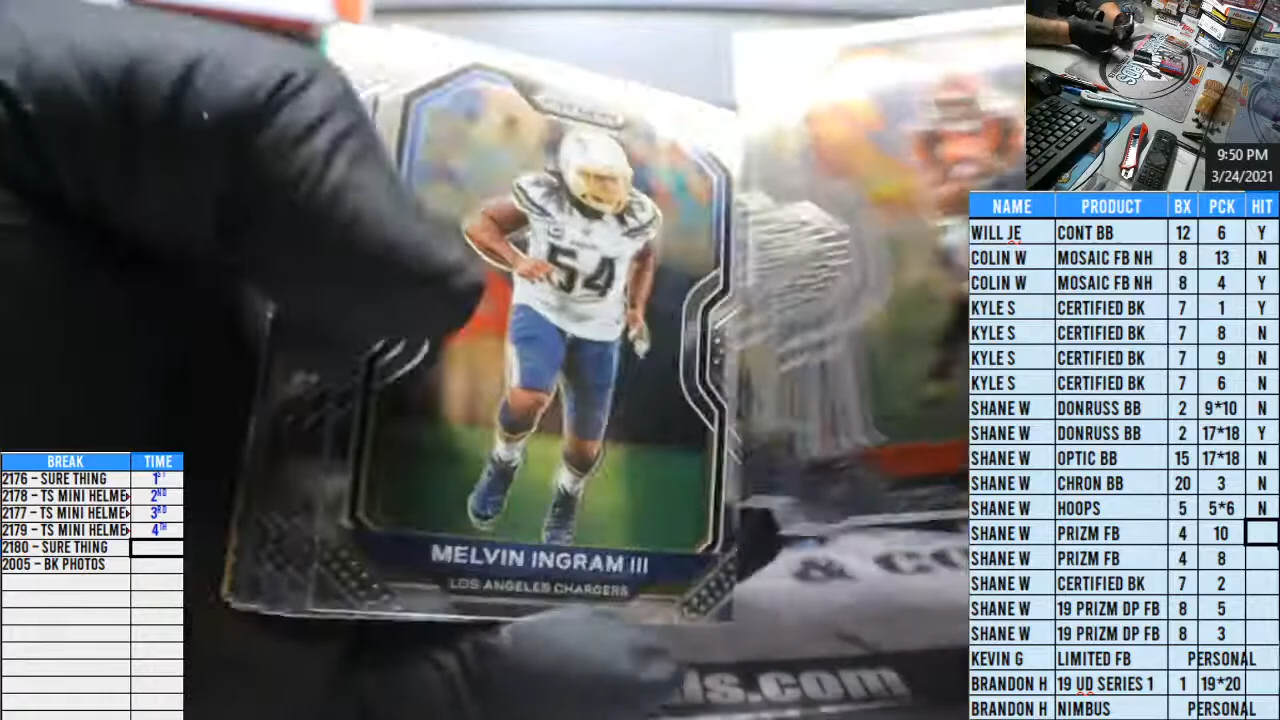 PRIZM
54
MELVIN INGRAM III
LOS ANGELES CHARGERS
& CO
ls.com
9:50 PM
3/24/2021
NAME PRODUCT BX PCK HIT
WILL JE CONT BB 12 6 Y
COLIN W MOSAIC FB NH 8 13 N
COLIN W MOSAIC FB NH 8 4 Y
KYLE S CERTIFIED BK 7 1 Y
KYLE S CERTIFIED BK 7 8 N
KYLE S CERTIFIED BK 7 9 N
KYLE S CERTIFIED BK 7 6 N
SHANE W DONRUSS BB 2 9*10 N
SHANE W DONRUSS BB 2 17*18 Y
SHANE W OPTIC BB 15 17*18 N
SHANE W CHRON BB 20 3 N
SHANE W HOOPS 5 5*6 N
SHANE W PRIZM FB 4 10
SHANE W PRIZM FB 4 8
SHANE W CERTIFIED BK 7 2
SHANE W 19 PRIZM DP FB 8 5
SHANE W 19 PRIZM DP FB 8 3
KEVIN G LIMITED FB PERSONAL
BRANDON H 19 UD SERIES 1 1 19*20
BRANDON H NIMBUS PERSONAL
BREAK TIME
2176 – SURE THING 1ST
2178 – TS MINI HELME 2ND
2177 – TS MINI HELME 3RD
2179 – TS MINI HELME 4TH
2180 – SURE THING
2005 – BK PHOTOS